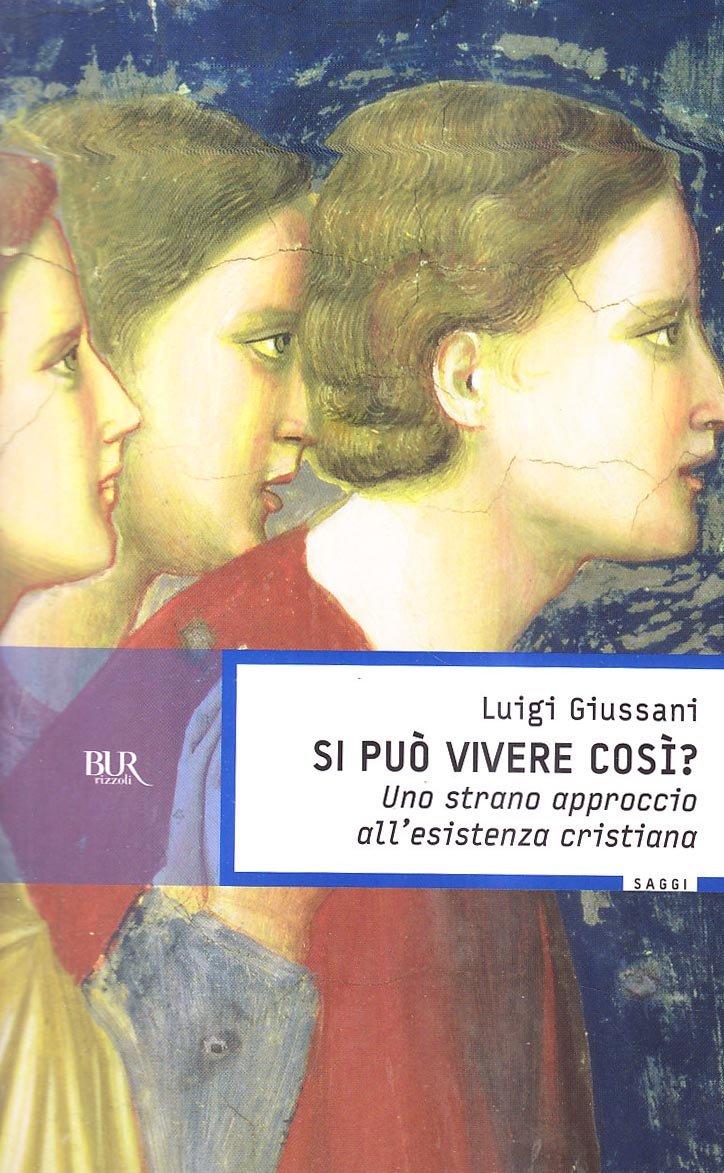 Luigi Giussani
SI PUÒ VIVERE COSÌ?
Uno strano approccio
all'esistenza cristiana
BUR
rizzoli
SAGGI